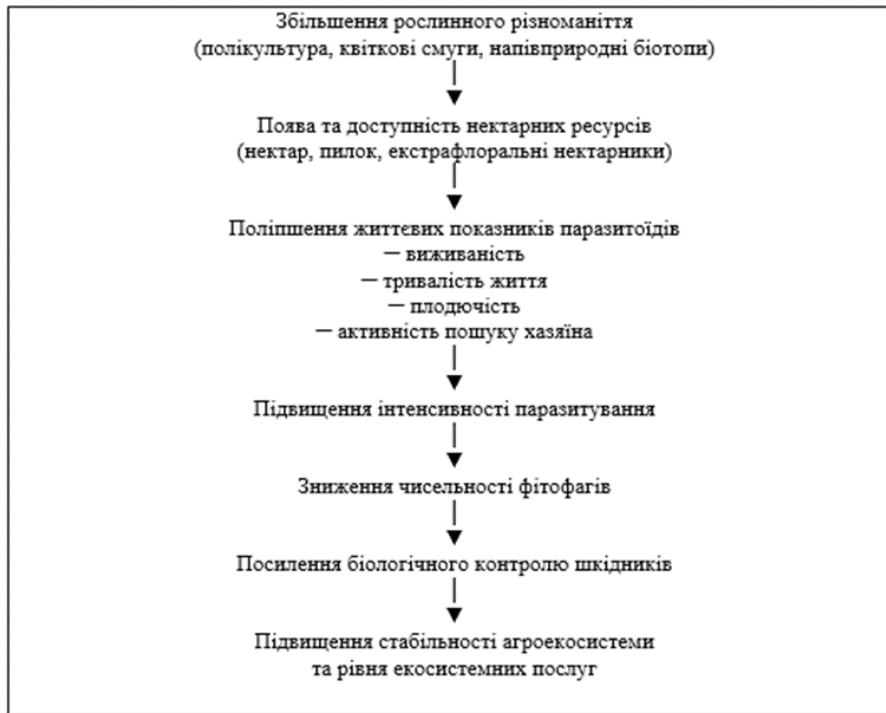 Збільшення рослинного різноманіття
(полікультура, квіткові смуги, напівприродні біотопи)
Поява та доступність нектарних ресурсів
(нектар, пилок, екстрафлоральні нектарники)
Поліпшення життєвих показників паразитоїдів
— виживаність
— тривалість життя
— плодючість
— активність пошуку хазяїна
Підвищення інтенсивності паразитування
Зниження чисельності фітофагів
Посилення біологічного контролю шкідників
Підвищення стабільності агроекосистеми
та рівня екосистемних послуг